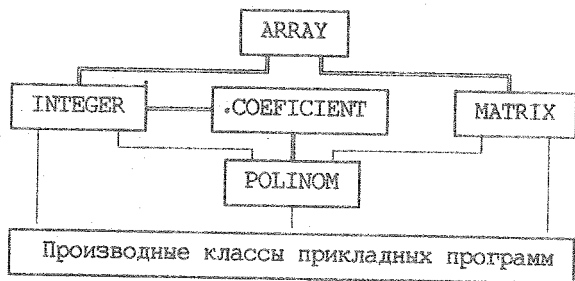 ARRAY
INTEGER
.COEFICIENT
MATRIX
POLINOM
Производные классы прикладных программ